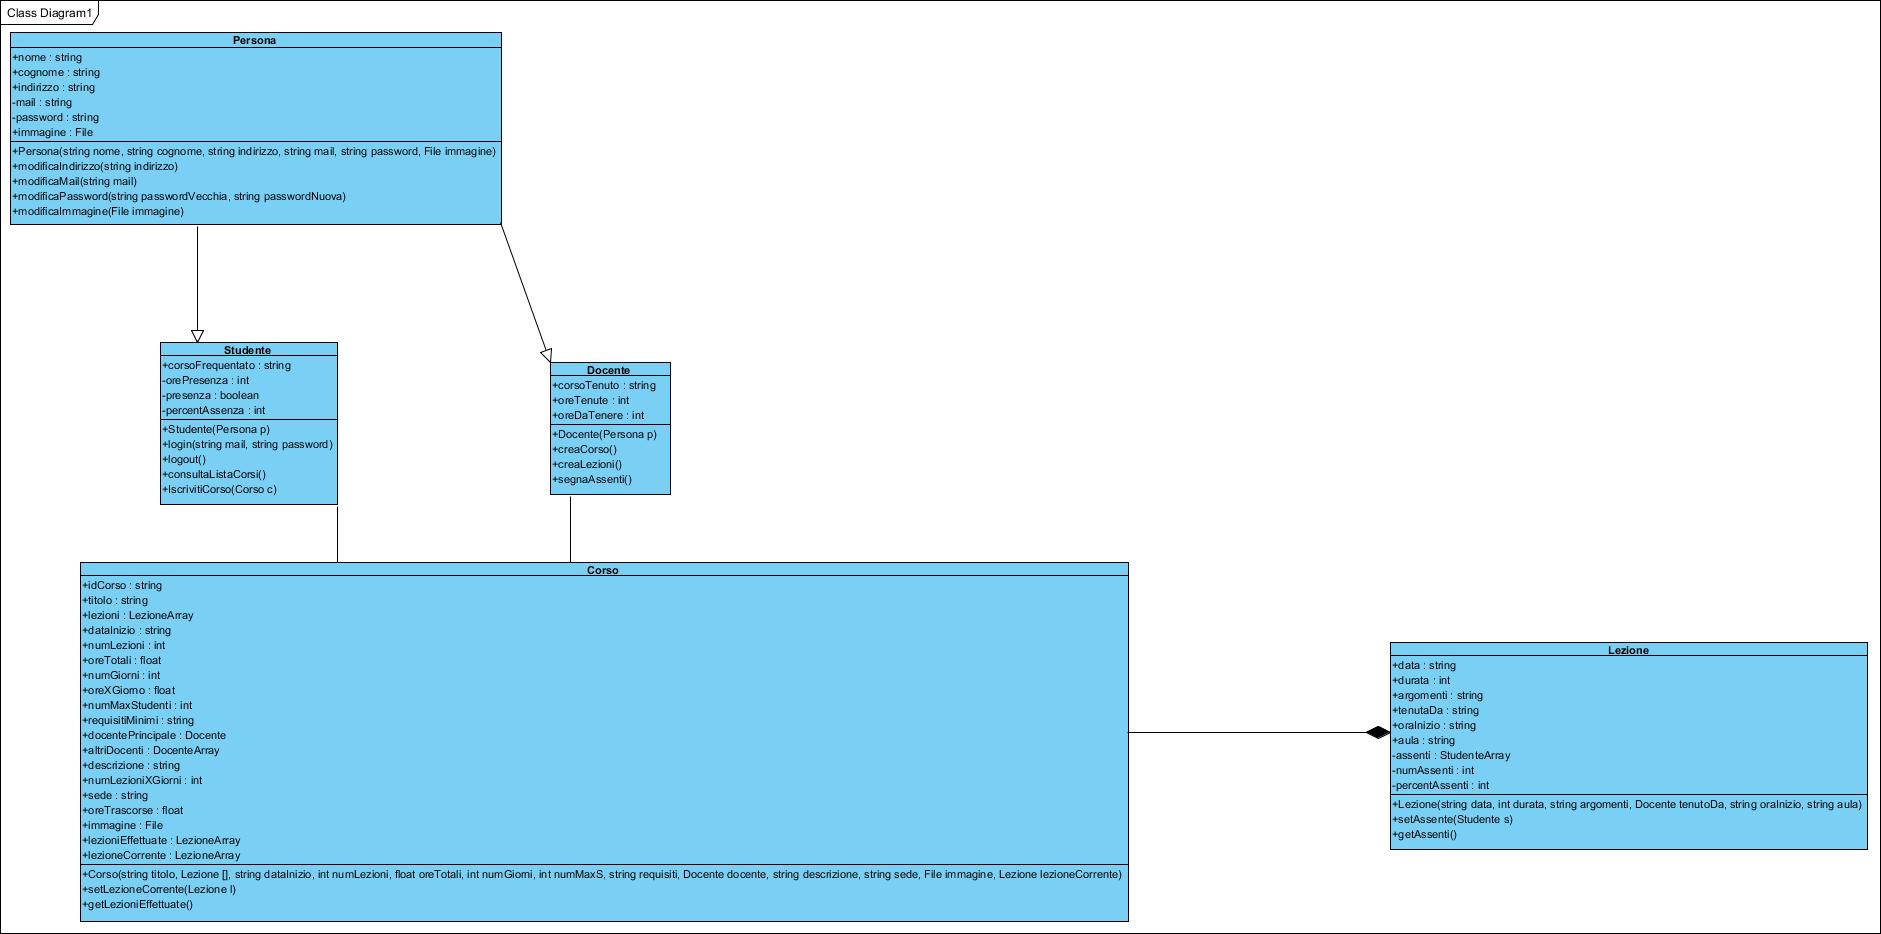 Class Diagram1
Persona
+nome : string
+cognome : string
+indirizzo : string
-mail : string
-password : string
+immagine : File
+Persona(string nome, string cognome, string indirizzo, string mail, string password, File immagine)
+modificaIndirizzo(string indirizzo)
+modificaMail(string mail)
+modificaPassword(string passwordVecchia, string passwordNuova)
+modificaImmagine(File immagine)
Studente
+corsoFrequentato : string
-orePresenza : int
-presenza : boolean
-percentAssenza : int
+Studente(Persona p)
+login(string mail, string password)
+logout()
+consultaListaCorsi()
+IscrivitiCorso(Corso c)
Docente
+corsoTenuto : string
+oreTenute : int
+oreDaTenere : int
+Docente(Persona p)
+creaCorso()
+creaLezioni()
+segnaAssenti()
Corso
+idCorso : string
+titolo : string
+lezioni : LezioneArray
+dataInizio : string
+numLezioni : int
+oreTotali : float
+numGiorni : int
+oreXGiorno : float
+numMaxStudenti : int
+requisitiMinimi : string
+docentePrincipale : Docente
+altriDocenti : DocenteArray
+descrizione : string
+numLezioniXGiorni : int
+sede : string
+oreTrascorse : float
+immagine : File
+lezioniEffettuate : LezioneArray
+lezioneCorrente : LezioneArray
+Corso(string titolo, Lezione [], string dataInizio, int numLezioni, float oreTotali, int numGiorni, int numMaxS, string requisiti, Docente docente, string descrizione, string sede, File immagine, Lezione lezioneCorrente)
+setLezioneCorrente(Lezione l)
+getLezioniEffettuate()
Lezione
+data : string
+durata : int
+argomenti : string
+tenutaDa : string
+oraInizio : string
+aula : string
-assenti : StudenteArray
-numAssenti : int
-percentAssenti : int
+Lezione(string data, int durata, string argomenti, Docente tenutoDa, string oraInizio, string aula)
+setAssente(Studente s)
+getAssenti()